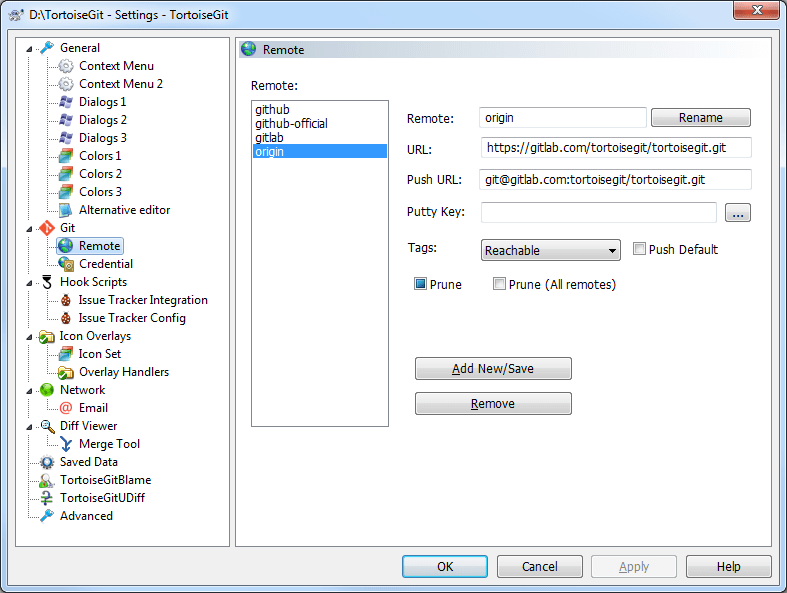 D:\TortoiseGit - Settings - TortoiseGit
General
Context Menu
Context Menu 2
Dialogs 1
Dialogs 2
Dialogs 3
Colors 1
Colors 2
Colors 3
Alternative editor
Git
Remote
Credential
Hook Scripts
Issue Tracker Integration
Issue Tracker Config
Icon Overlays
Icon Set
Overlay Handlers
Network
Email
Diff Viewer
Merge Tool
Saved Data
TortoiseGitBlame
TortoiseGitUDiff
Advanced
Remote
Remote:
github
github-official
gitlab
origin
Remote: origin Rename
URL: https://gitlab.com/tortoisegit/tortoisegit.git
Push URL: git@gitlab.com:tortoisegit/tortoisegit.git
Putty Key: ...
Tags: Reachable Push Default
Prune Prune (All remotes)
Add New/Save
Remove
OK Cancel Apply Help